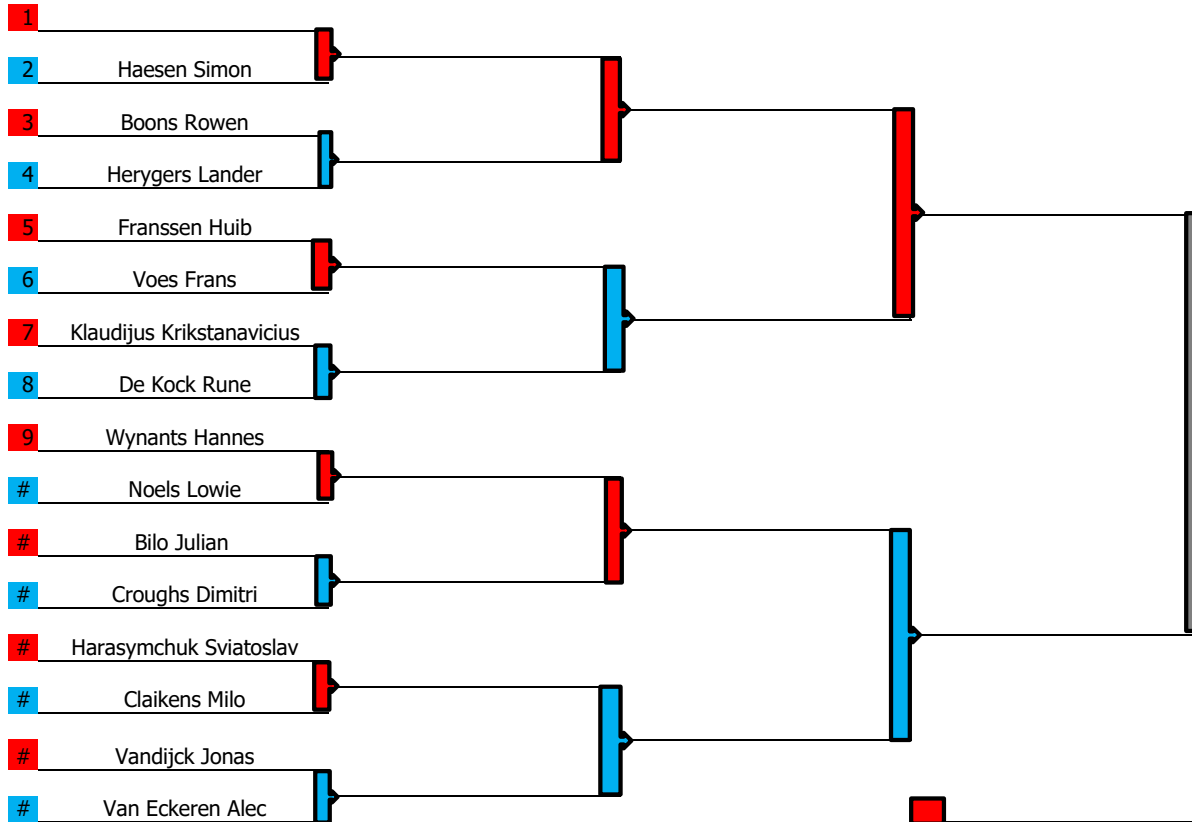 1
2 Haesen Simon
3 Boons Rowen
4 Herygers Lander
5 Franssen Huib
6 Voes Frans
7 Klaudijus Krikstanavicius
8 De Kock Rune
9 Wynants Hannes
# Noels Lowie
# Bilo Julian
# Croughs Dimitri
# Harasymchuk Sviatoslav
# Claikens Milo
# Vandijck Jonas
# Van Eckeren Alec